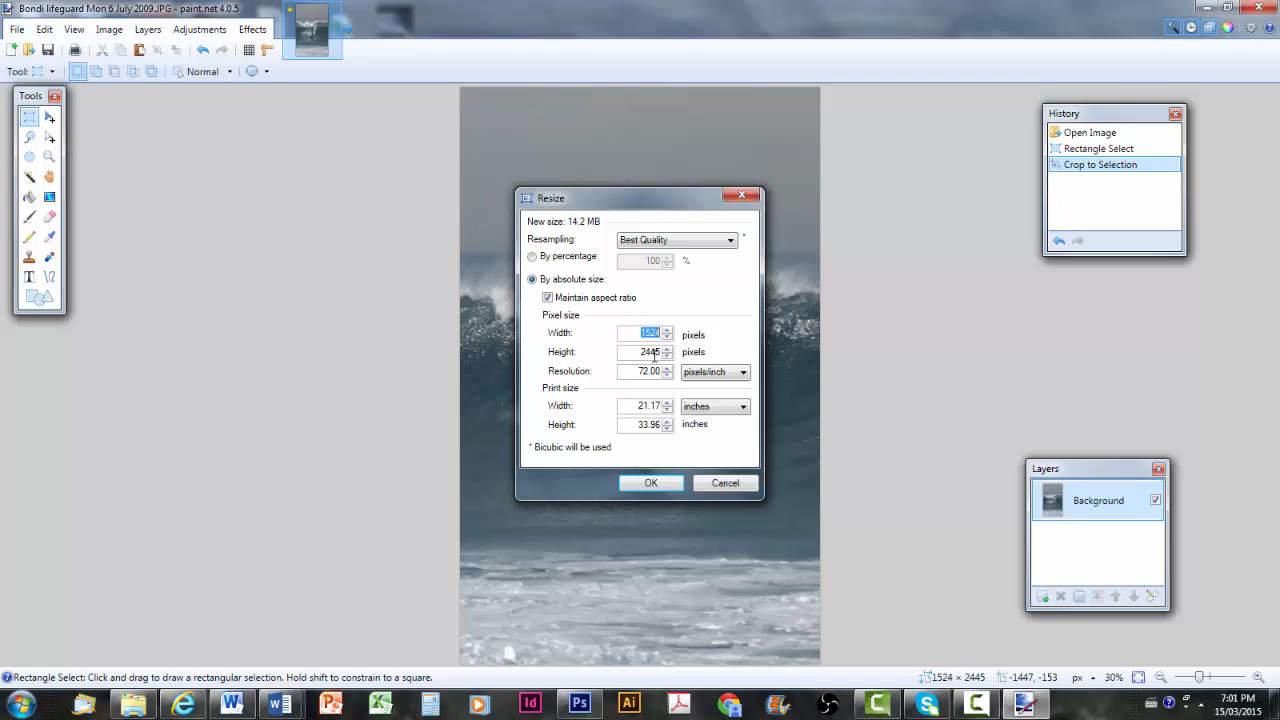 Bondi lifeguard Mon 6 July 2009.JPG - paint.net 4.0.5
File Edit View Image Layers Adjustments Effects
Tool: Normal
Tools
History
Open Image
Rectangle Select
Crop to Selection
Resize
New size: 14.2 MB
Resampling: Best Quality *
By percentage: 100 %
By absolute size:
Maintain aspect ratio
Pixel size
Width: 1524 pixels
Height: 2445 pixels
Resolution: 72.00 pixels/inch
Print size
Width: 21.17 inches
Height: 33.96 inches
* Bicubic will be used
OK Cancel
Layers
Background
Rectangle Select: Click and drag to draw a rectangular selection. Hold shift to constrain to a square.
1524 × 2445 -1447, -153 px 30%
W W P X Id Ps Ai C S C
7:01 PM
15/03/2015